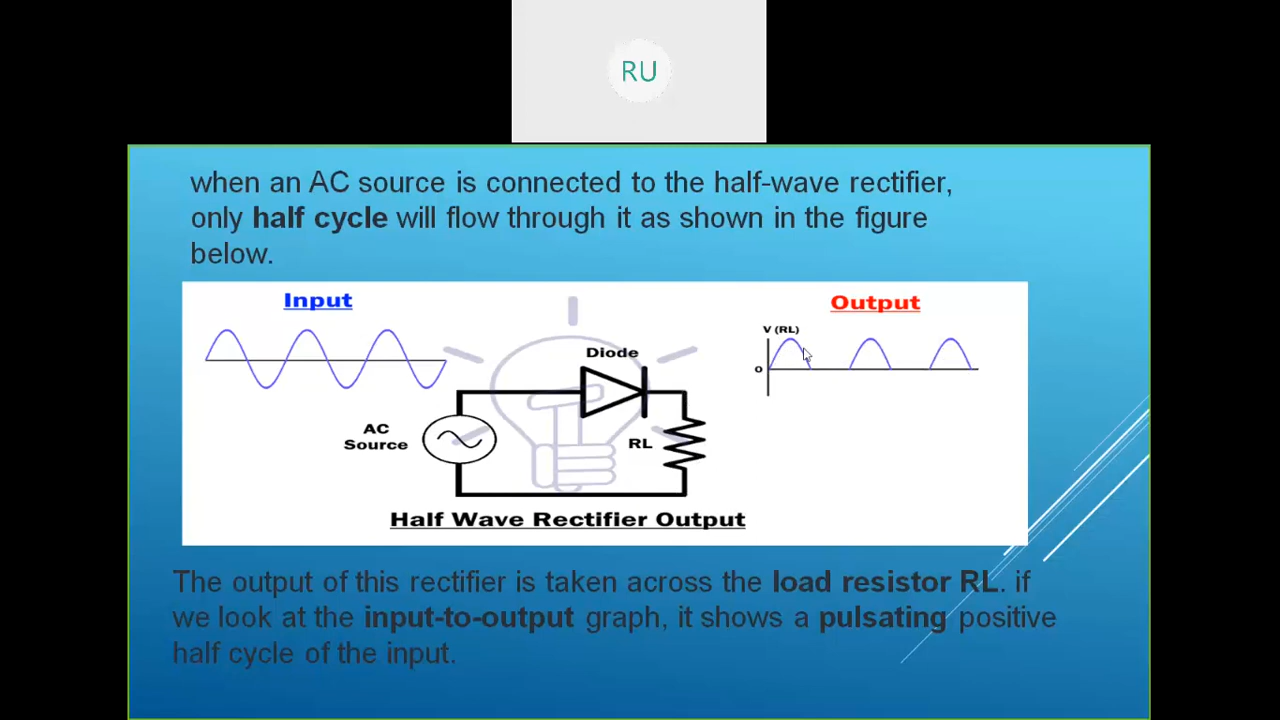 RU
when an AC source is connected to the half-wave rectifier,
only half cycle will flow through it as shown in the figure
below.
Input
Output
V (RL)
Diode
o
AC
Source
RL
Half Wave Rectifier Output
The output of this rectifier is taken across the load resistor RL. if
we look at the input-to-output graph, it shows a pulsating positive
half cycle of the input.